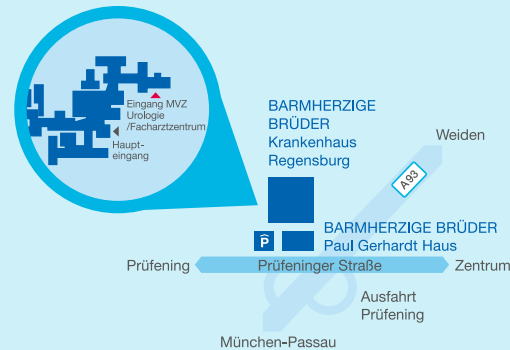 Eingang MVZ
Urologie
/Facharztzentrum
Haupt-
eingang
BARMHERZIGE
BRÜDER
Krankenhaus
Regensburg
Weiden
A 93
BARMHERZIGE BRÜDER
Paul Gerhardt Haus
P
Prüfening
Prüfeninger Straße
Zentrum
Ausfahrt
Prüfening
München-Passau